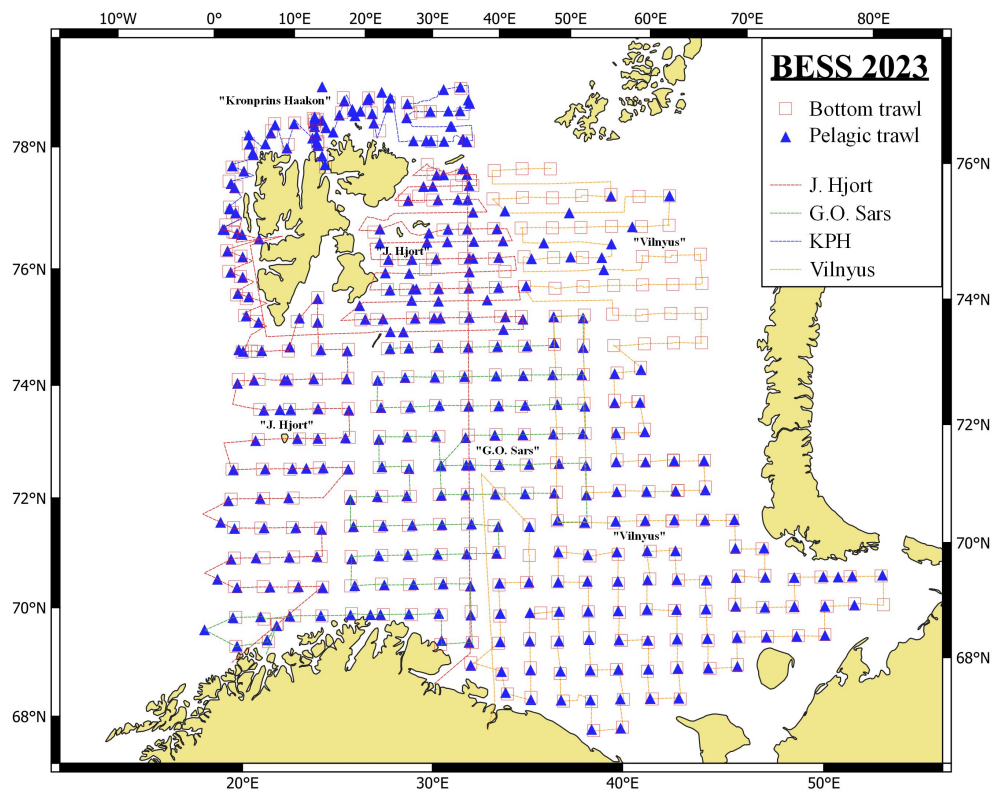 10°W 0° 10°E 20°E 30°E 40°E 50°E 60°E 70°E 80°E
BESS 2023
Bottom trawl
Pelagic trawl
J. Hjort
G.O. Sars
KPH
Vilnyus
"Kronprins Haakon"
78°N
76°N
"Vilnyus"
"J. Hjort"
76°N
74°N
74°N
72°N
"J. Hjort"
"G.O. Sars"
72°N
"Vilnyus"
70°N
70°N
68°N
68°N
20°E 30°E 40°E 50°E